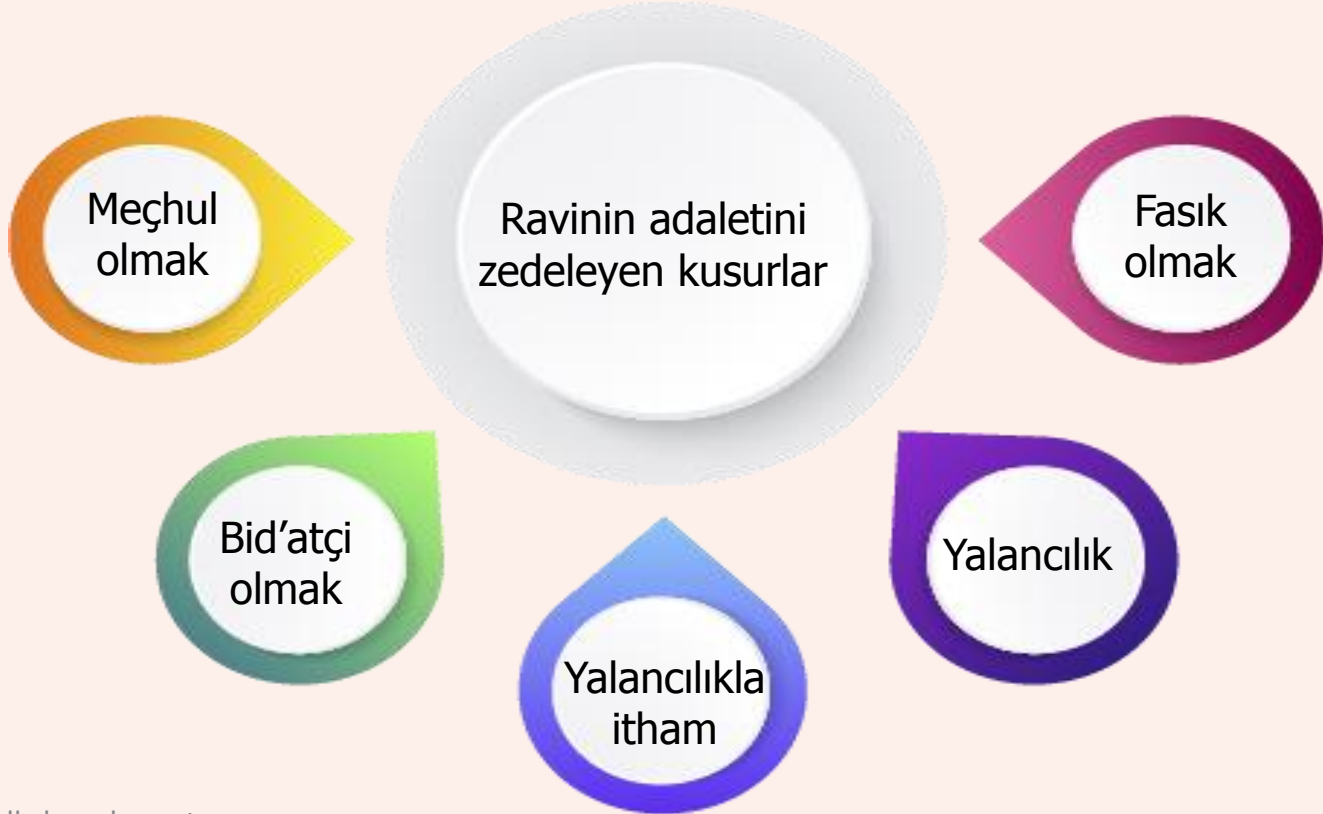 Ravinin adaletini
zedeleyen kusurlar
Meçhul
olmak
Bid’atçi
olmak
Yalancılıkla
itham
Yalancılık
Fasık
olmak